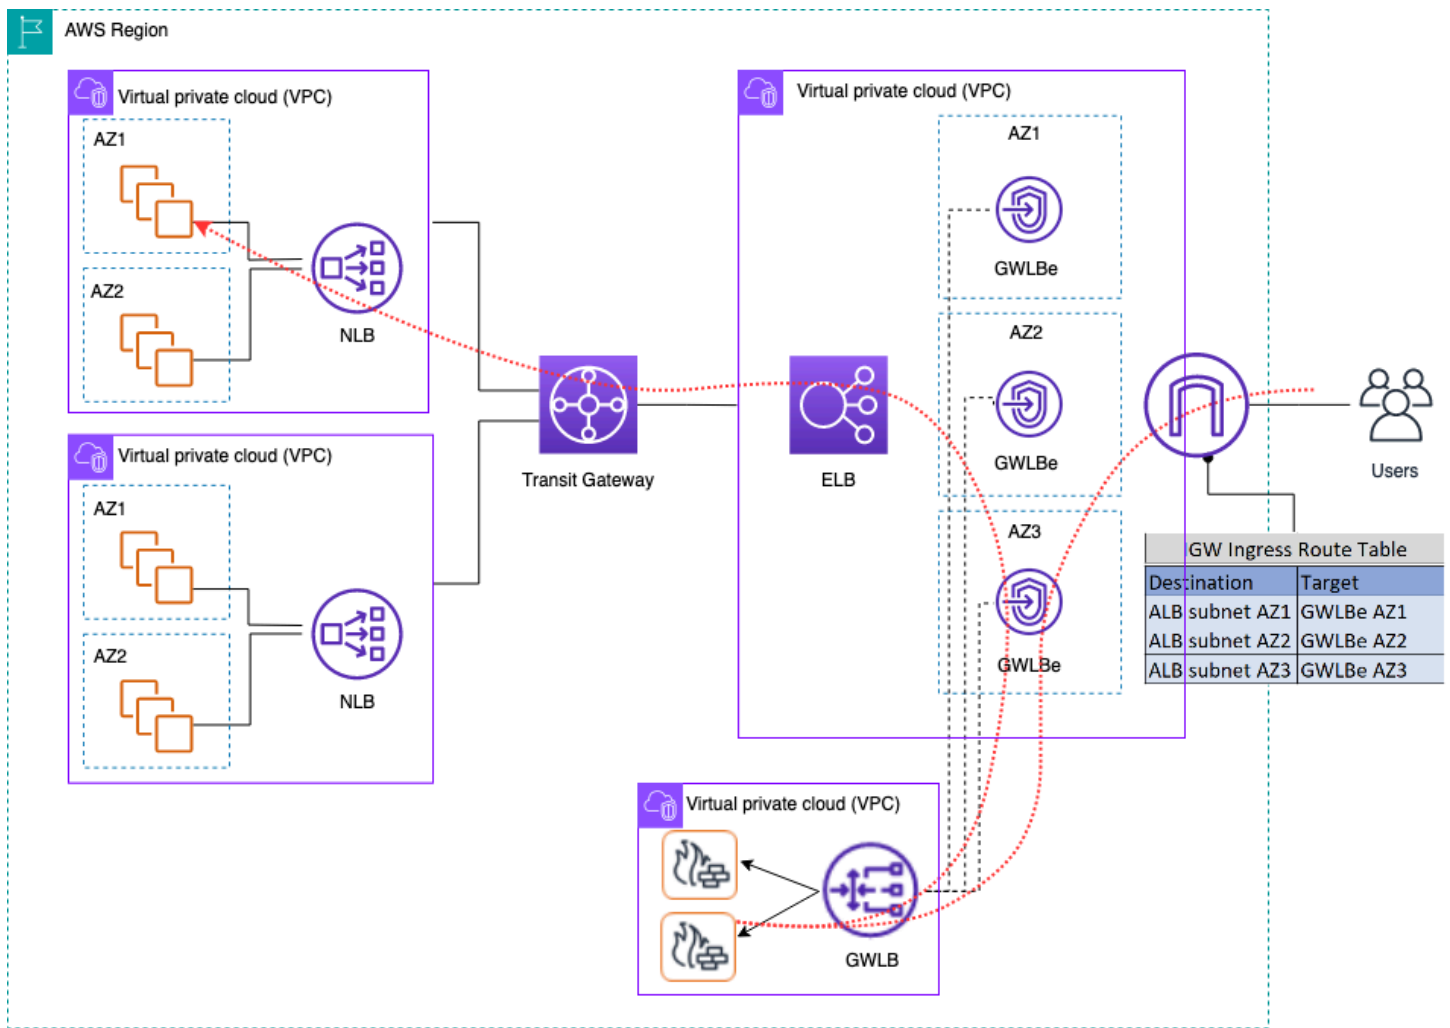 AWS Region
Virtual private cloud (VPC)
AZ1
AZ2
NLB
Virtual private cloud (VPC)
AZ1
AZ2
NLB
Transit Gateway
Virtual private cloud (VPC)
ELB
AZ1
GWLBe
AZ2
GWLBe
AZ3
GWLBe
Users
IGW Ingress Route Table
Destination Target
ALB subnet AZ1 GWLBe AZ1
ALB subnet AZ2 GWLBe AZ2
ALB subnet AZ3 GWLBe AZ3
Virtual private cloud (VPC)
GWLB